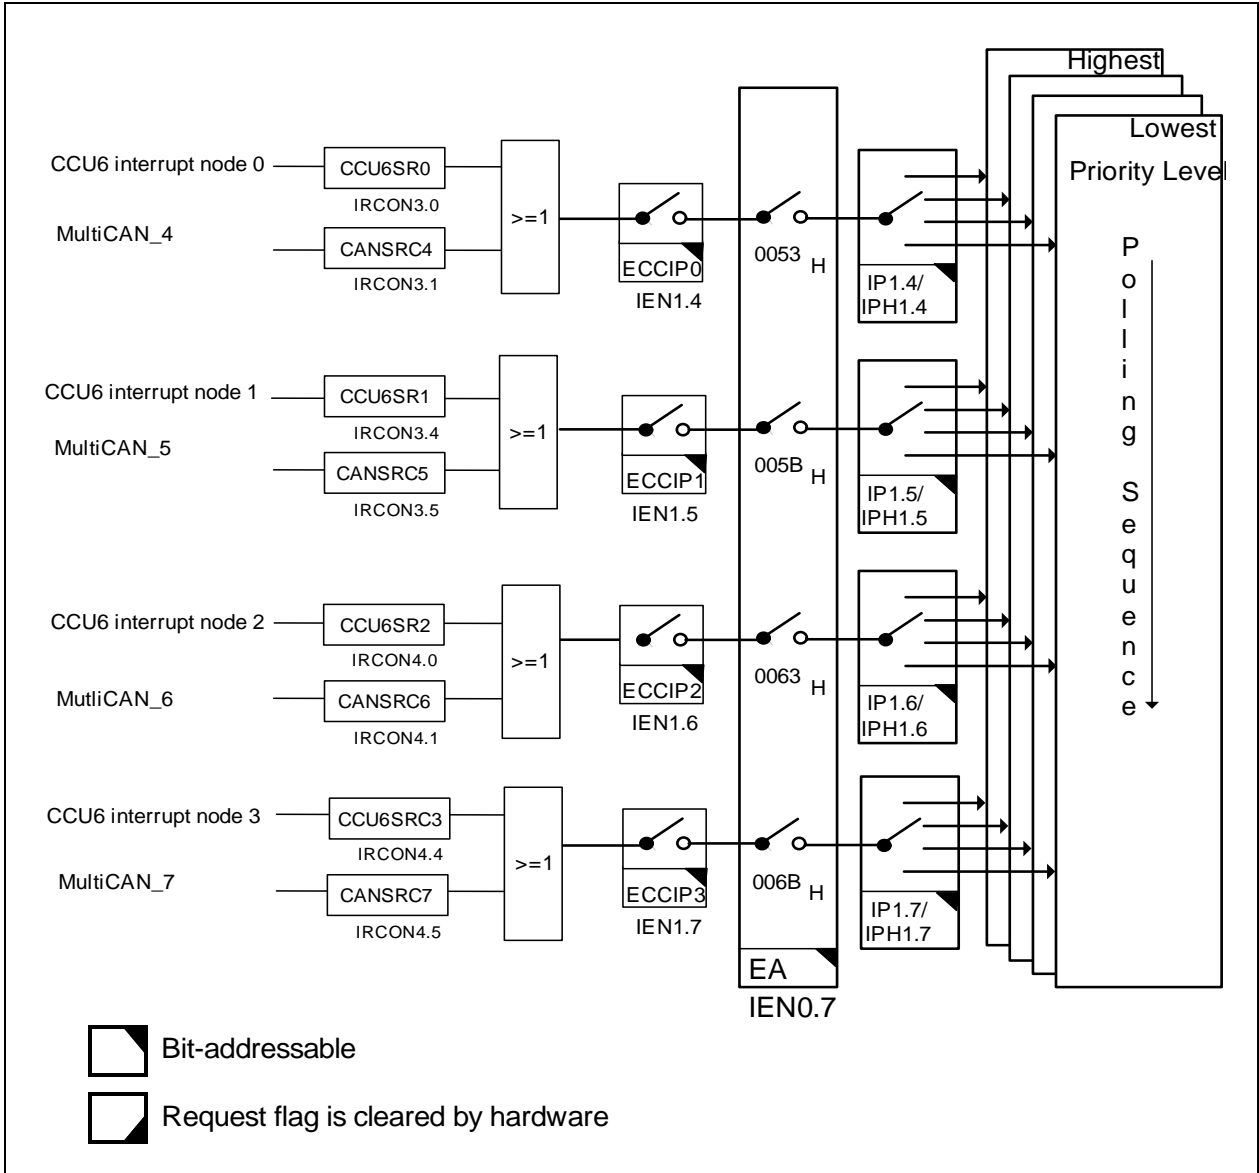 Highest
Lowest
Priority Level
CCU6 interrupt node 0
CCU6SR0
IRCON3.0
MultiCAN_4
CANSRC4
IRCON3.1
>=1
ECCIP0
IEN1.4
0053 H
IP1.4/
IPH1.4
CCU6 interrupt node 1
CCU6SR1
IRCON3.4
MultiCAN_5
CANSRC5
IRCON3.5
>=1
ECCIP1
IEN1.5
005B H
IP1.5/
IPH1.5
CCU6 interrupt node 2
CCU6SR2
IRCON4.0
MutliCAN_6
CANSRC6
IRCON4.1
>=1
ECCIP2
IEN1.6
0063 H
IP1.6/
IPH1.6
CCU6 interrupt node 3
CCU6SRC3
IRCON4.4
MultiCAN_7
CANSRC7
IRCON4.5
>=1
ECCIP3
IEN1.7
006B H
IP1.7/
IPH1.7
Polling Sequence
EA
IEN0.7
Bit-addressable
Request flag is cleared by hardware